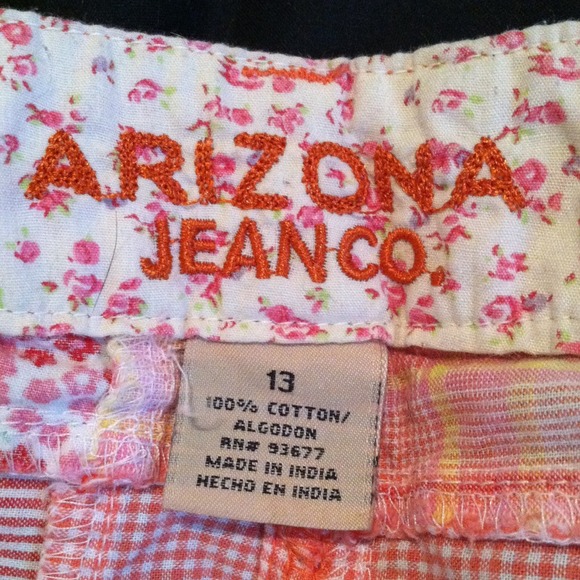 ARIZONA
JEAN CO.
13
100% COTTON/
ALGODON
RN# 93677
MADE IN INDIA
HECHO EN INDIA